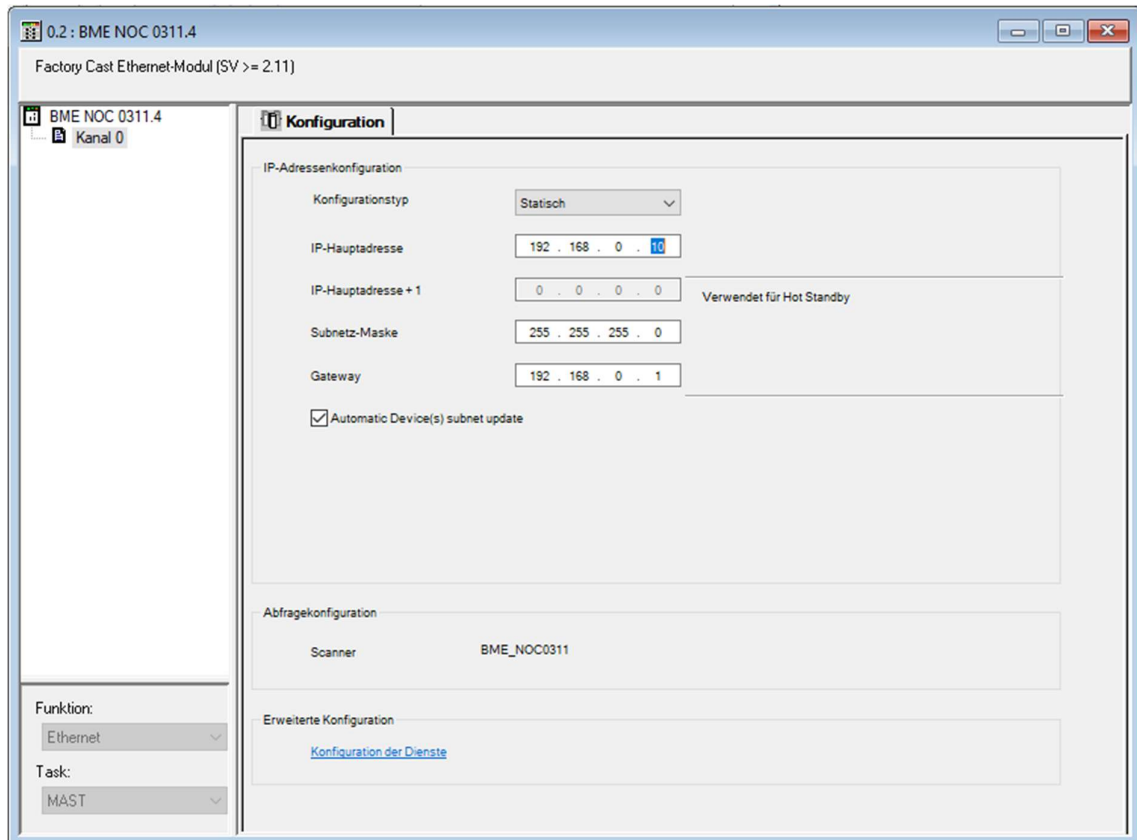 0.2 : BME NOC 0311.4
Factory Cast Ethernet-Modul (SV >= 2.11)
BME NOC 0311.4
Kanal 0
Konfiguration
IP-Adressenkonfiguration
Konfigurationstyp Statisch
IP-Hauptadresse 192 . 168 . 0 . 10
IP-Hauptadresse + 1 0 . 0 . 0 . 0 Verwendet für Hot Standby
Subnetz-Maske 255 . 255 . 255 . 0
Gateway 192 . 168 . 0 . 1
Automatic Device(s) subnet update
Abfragekonfiguration
Scanner BME_NOC0311
Erweiterte Konfiguration
Konfiguration der Dienste
Funktion:
Ethernet
Task:
MAST